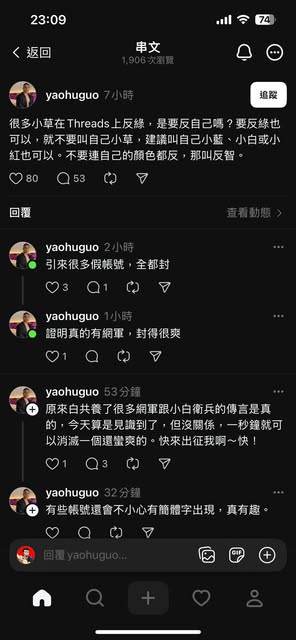 23:09
74
返回
串文
1,906 次瀏覽
yaohuguo 7小時
追蹤
很多小草在Threads上反綠，是要反自己嗎？要反綠也
可以，就不要叫自己小草，建議叫自己小藍、小白或小
紅也可以。不要連自己的顏色都反，那叫反智。
80 53
回覆
查看動態
yaohuguo 2小時
引來很多假帳號，全都封
3 1
yaohuguo 1小時
證明真的有網軍，封得很爽
1
yaohuguo 53分鐘
原來白共養了很多網軍跟小白衛兵的傳言是真
的，今天算是見識到了，但沒關係，一秒鐘就可
以消滅一個還蠻爽的。快來出征我啊～快！
1 3
yaohuguo 32分鐘
有些帳號還會不小心有簡體字出現，真有趣。
回覆 yaohuguo...
GIF